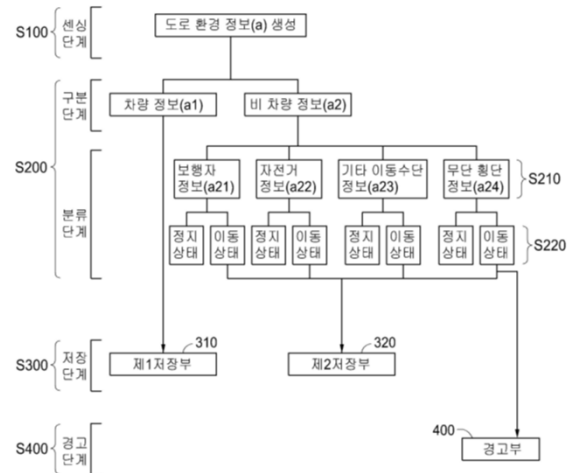 S100
센싱
단계
도로 환경 정보(a) 생성
S200
구분
단계
차량 정보(a1)
비 차량 정보(a2)
분류
단계
보행자
정보(a21)
자전거
정보(a22)
기타 이동수단
정보(a23)
무단 횡단
정보(a24)
S210
정지
상태
이동
상태
정지
상태
이동
상태
정지
상태
이동
상태
정지
상태
이동
상태
S220
S300
저장
단계
310
제1저장부
320
제2저장부
S400
경고
단계
400
경고부